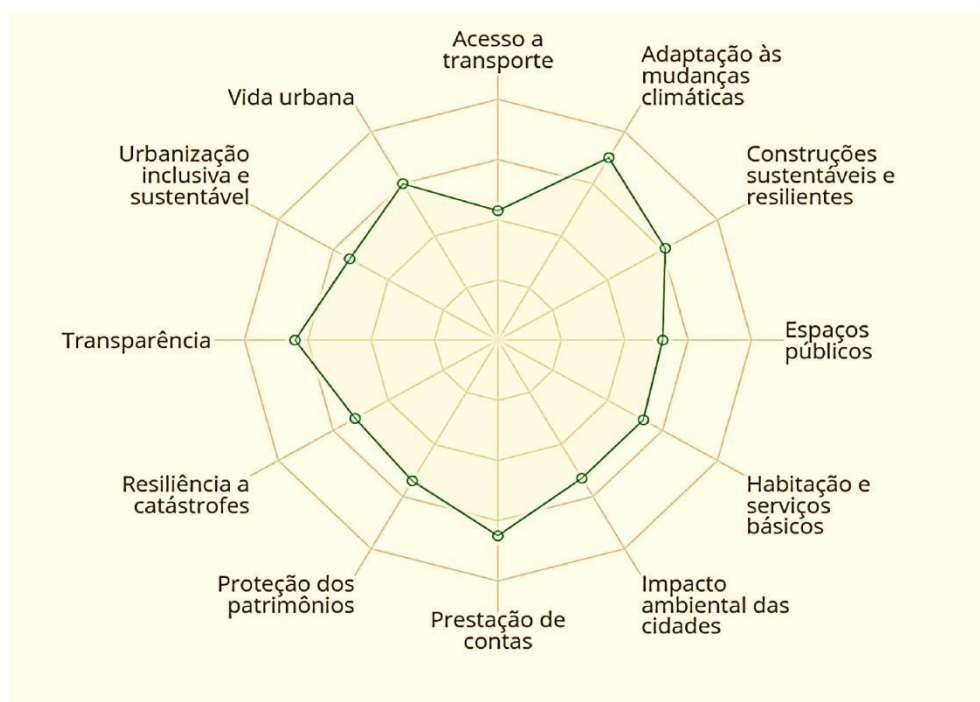 Acesso a
transporte
Adaptação às
mudanças
climáticas
Construções
sustentáveis e
resilientes
Espaços
públicos
Habitação e
serviços
básicos
Impacto
ambiental das
cidades
Prestação de
contas
Proteção dos
patrimônios
Resiliência a
catástrofes
Transparência
Urbanização
inclusiva e
sustentável
Vida urbana